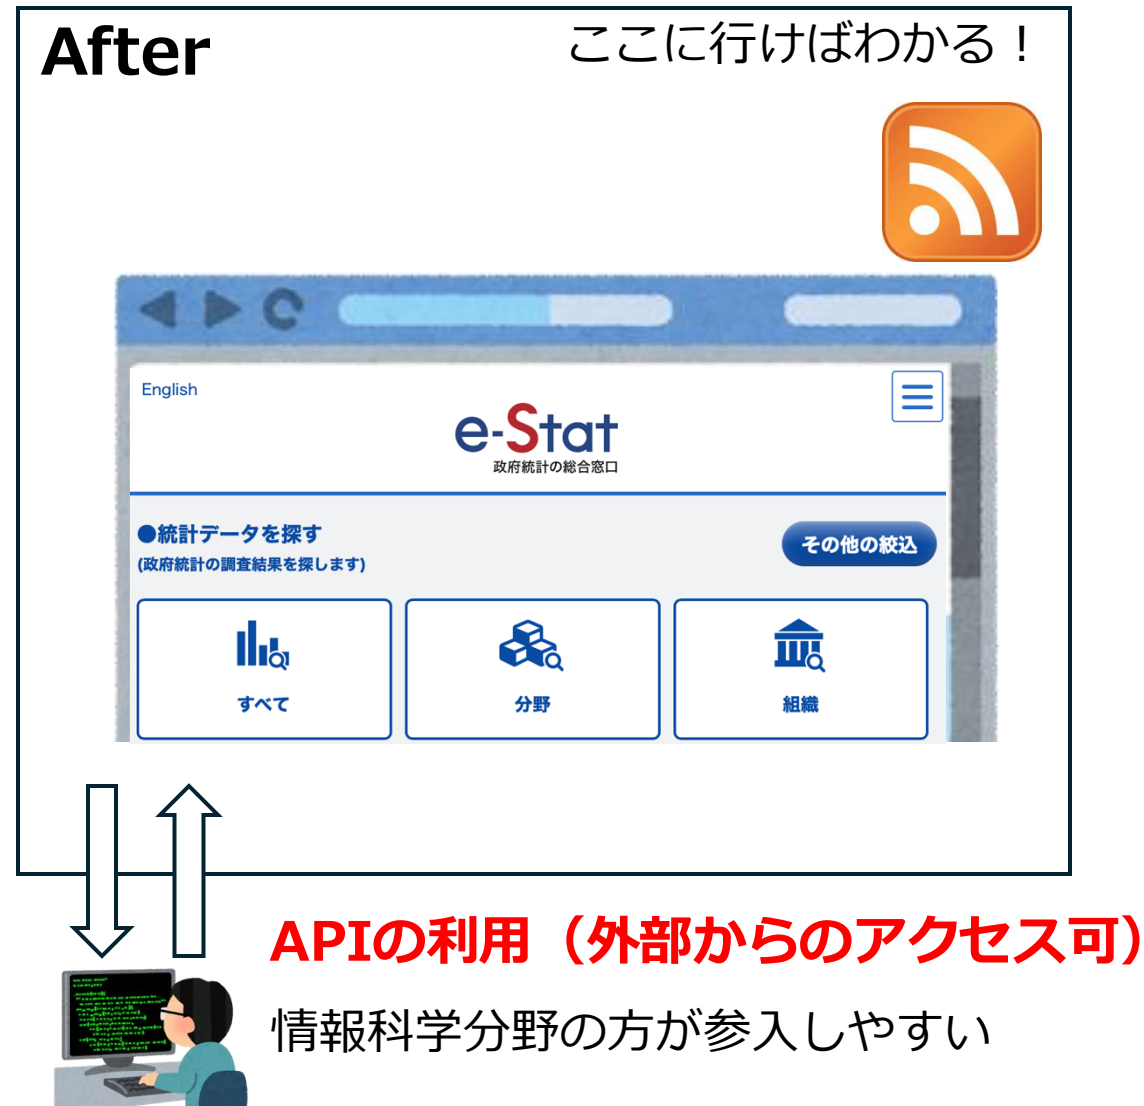 After
ここに行けばわかる！
English
e-Stat
政府統計の総合窓口
●統計データを探す
(政府統計の調査結果を探します)
その他の絞込
すべて
分野
組織
APIの利用（外部からのアクセス可）
情報科学分野の方が参入しやすい